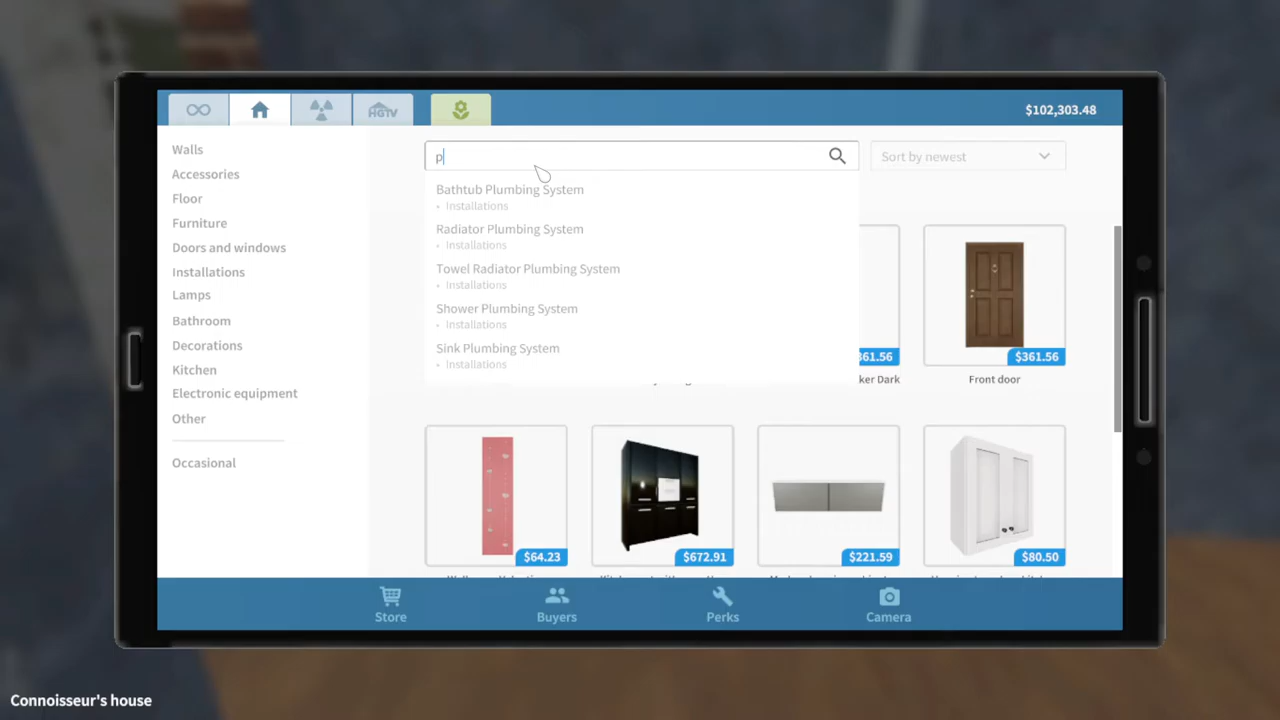 HGTV
$102,303.48
Walls
Accessories
Floor
Furniture
Doors and windows
Installations
Lamps
Bathroom
Decorations
Kitchen
Electronic equipment
Other
Occasional
p
Sort by newest
Bathtub Plumbing System
• Installations
Radiator Plumbing System
• Installations
Towel Radiator Plumbing System
• Installations
Shower Plumbing System
• Installations
Sink Plumbing System
• Installations
361.56
$361.56
ker Dark
Front door
$64.23
$672.91
$221.59
$80.50
Store
Buyers
Perks
Camera
Connoisseur's house